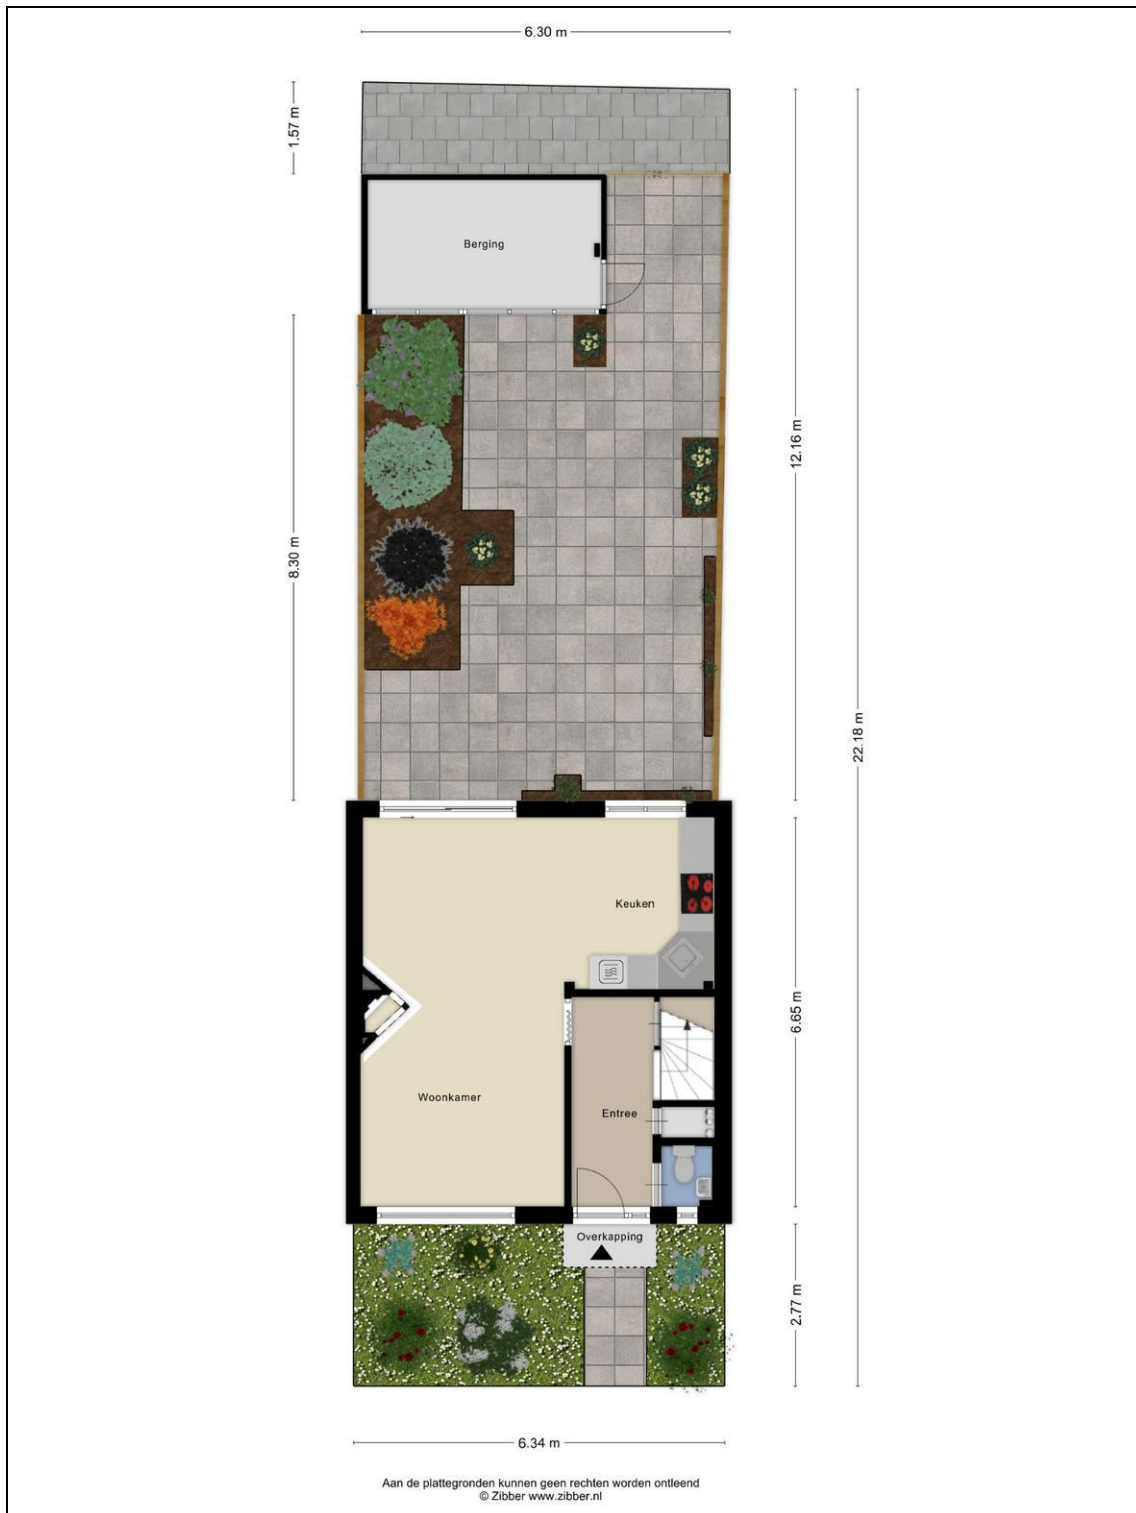 6.30 m
1.57 m
Berging
12.16 m
8.30 m
22.18 m
Keuken
6.65 m
Woonkamer
Entree
Overkapping
2.77 m
6.34 m
Aan de plattegronden kunnen geen rechten worden ontleend
© Zibber www.zibber.nl